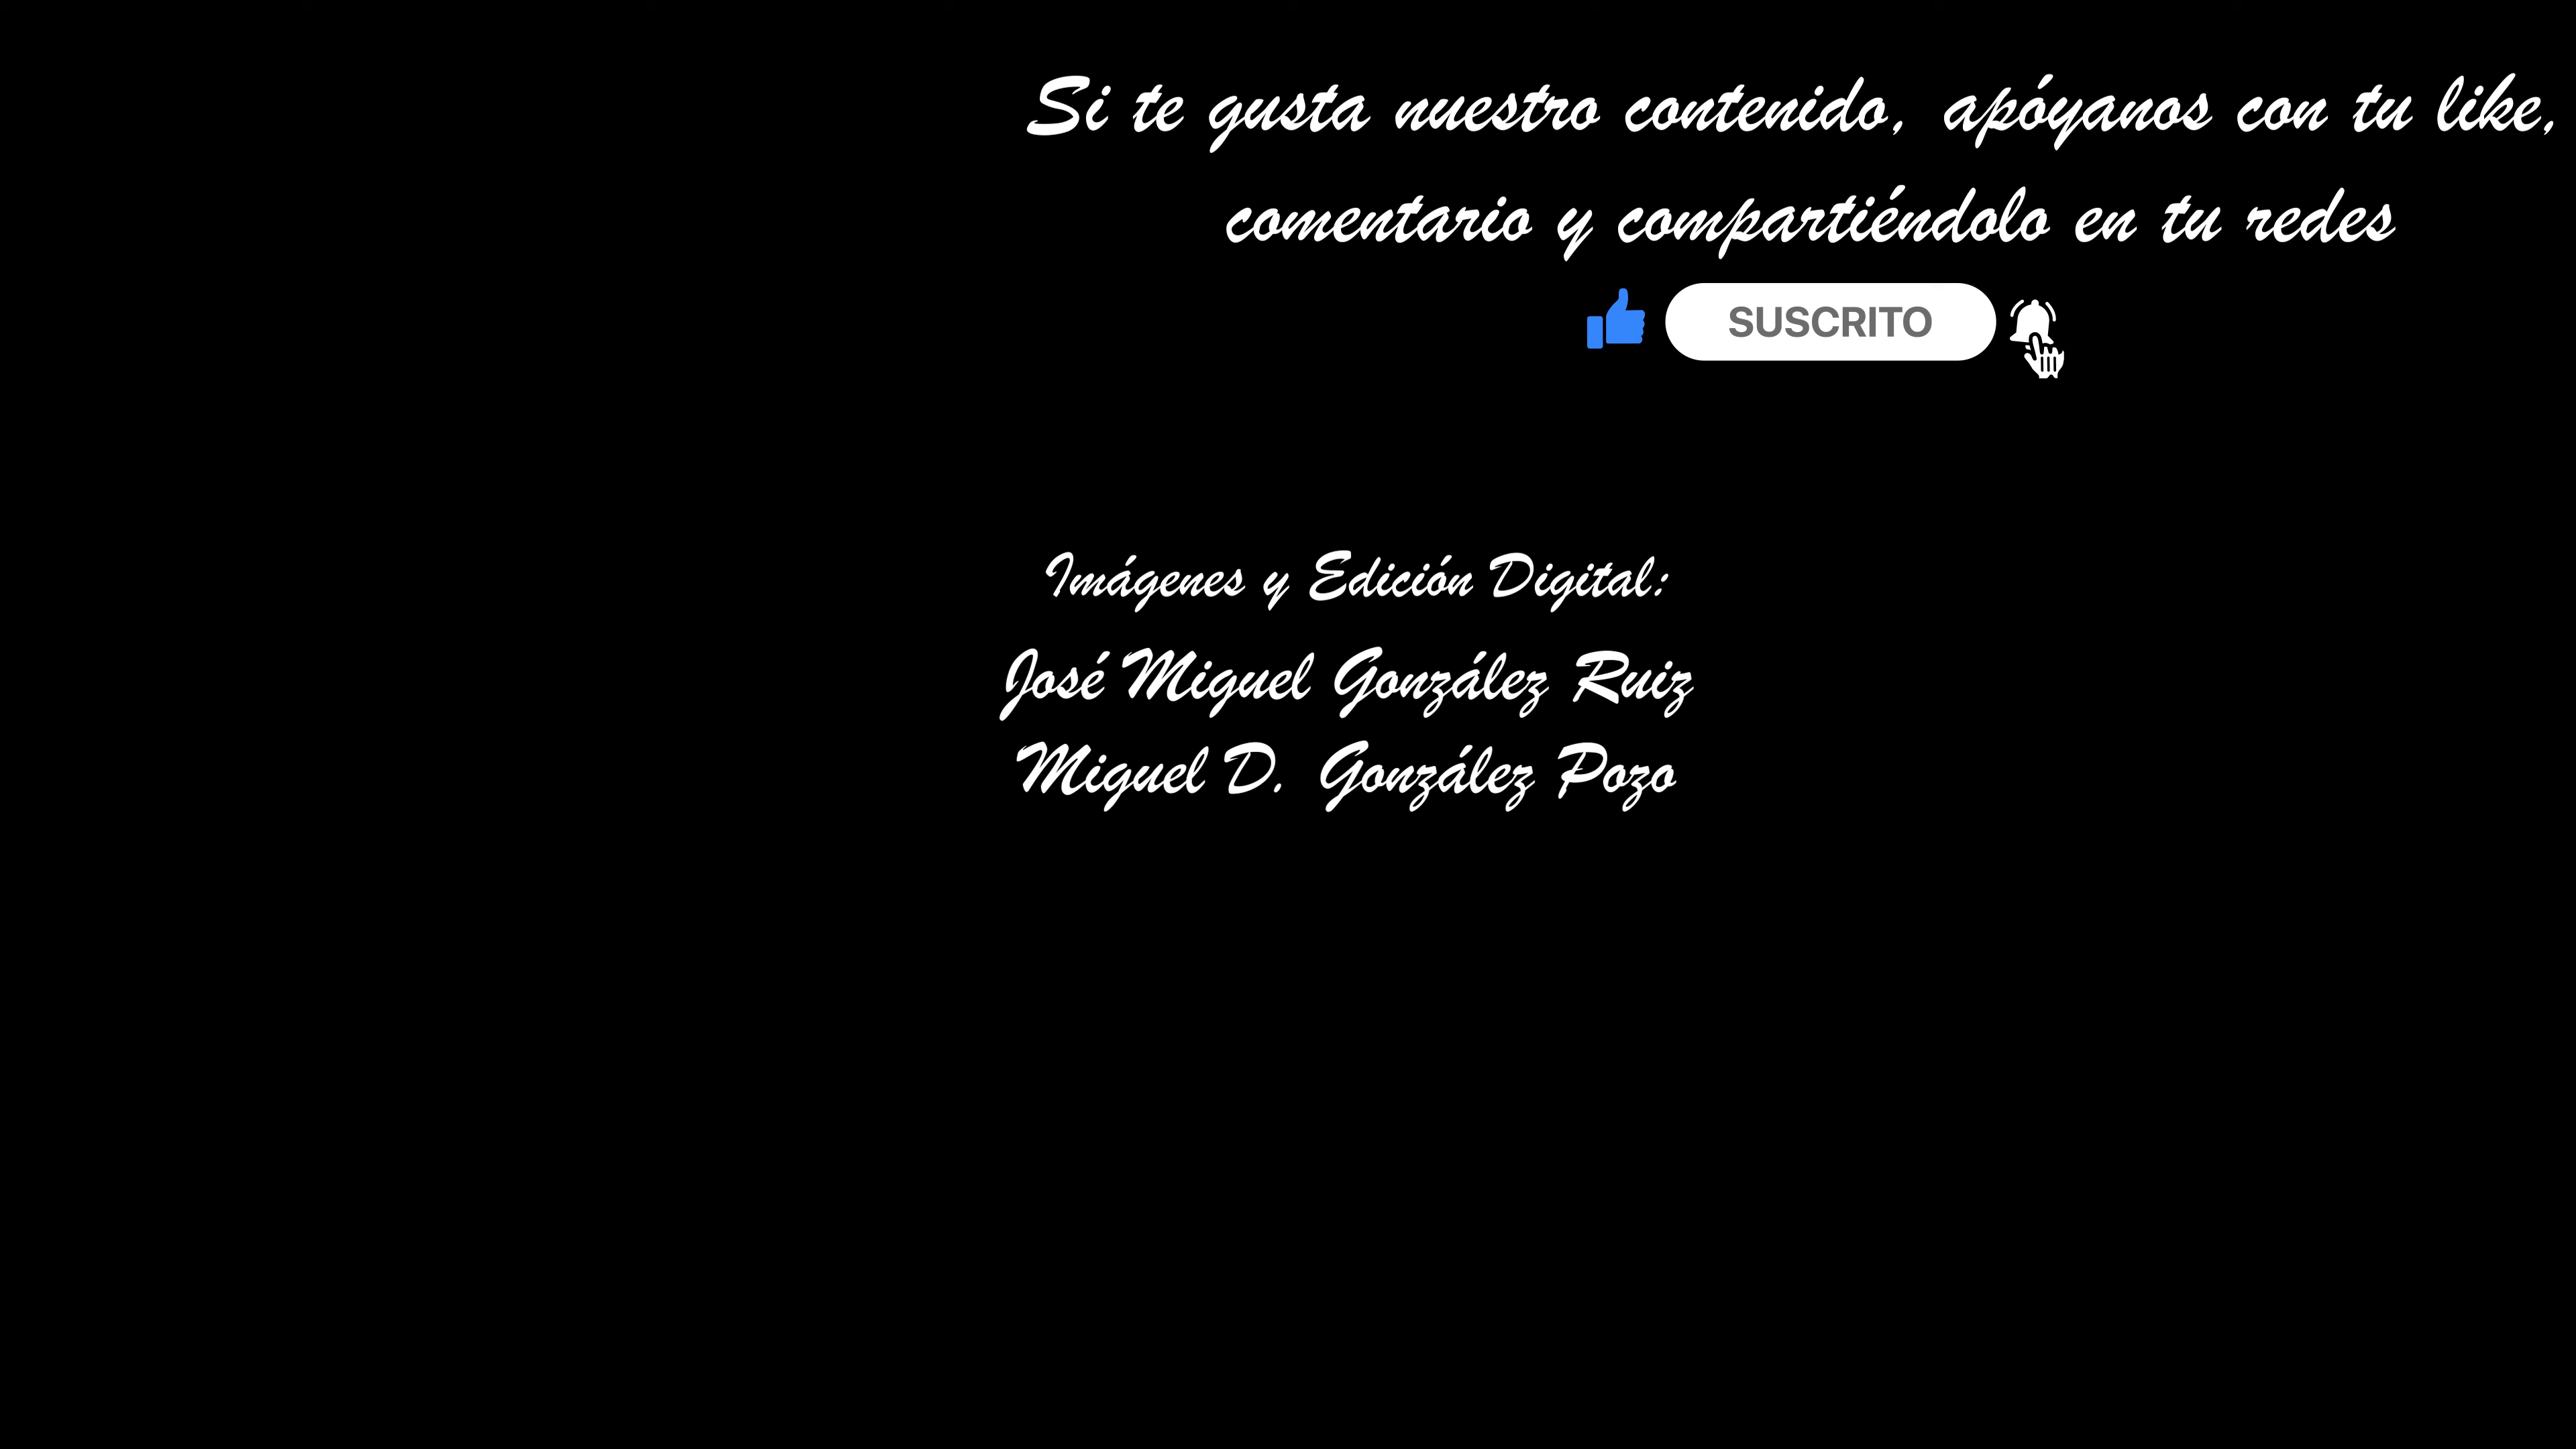 Si te gusta nuestro contenido, apóyanos con tu like,
comentario y compartiéndolo en tu redes
SUSCRITO
Imágenes y Edición Digital:
José Miguel González Ruiz
Miguel D. González Pozo